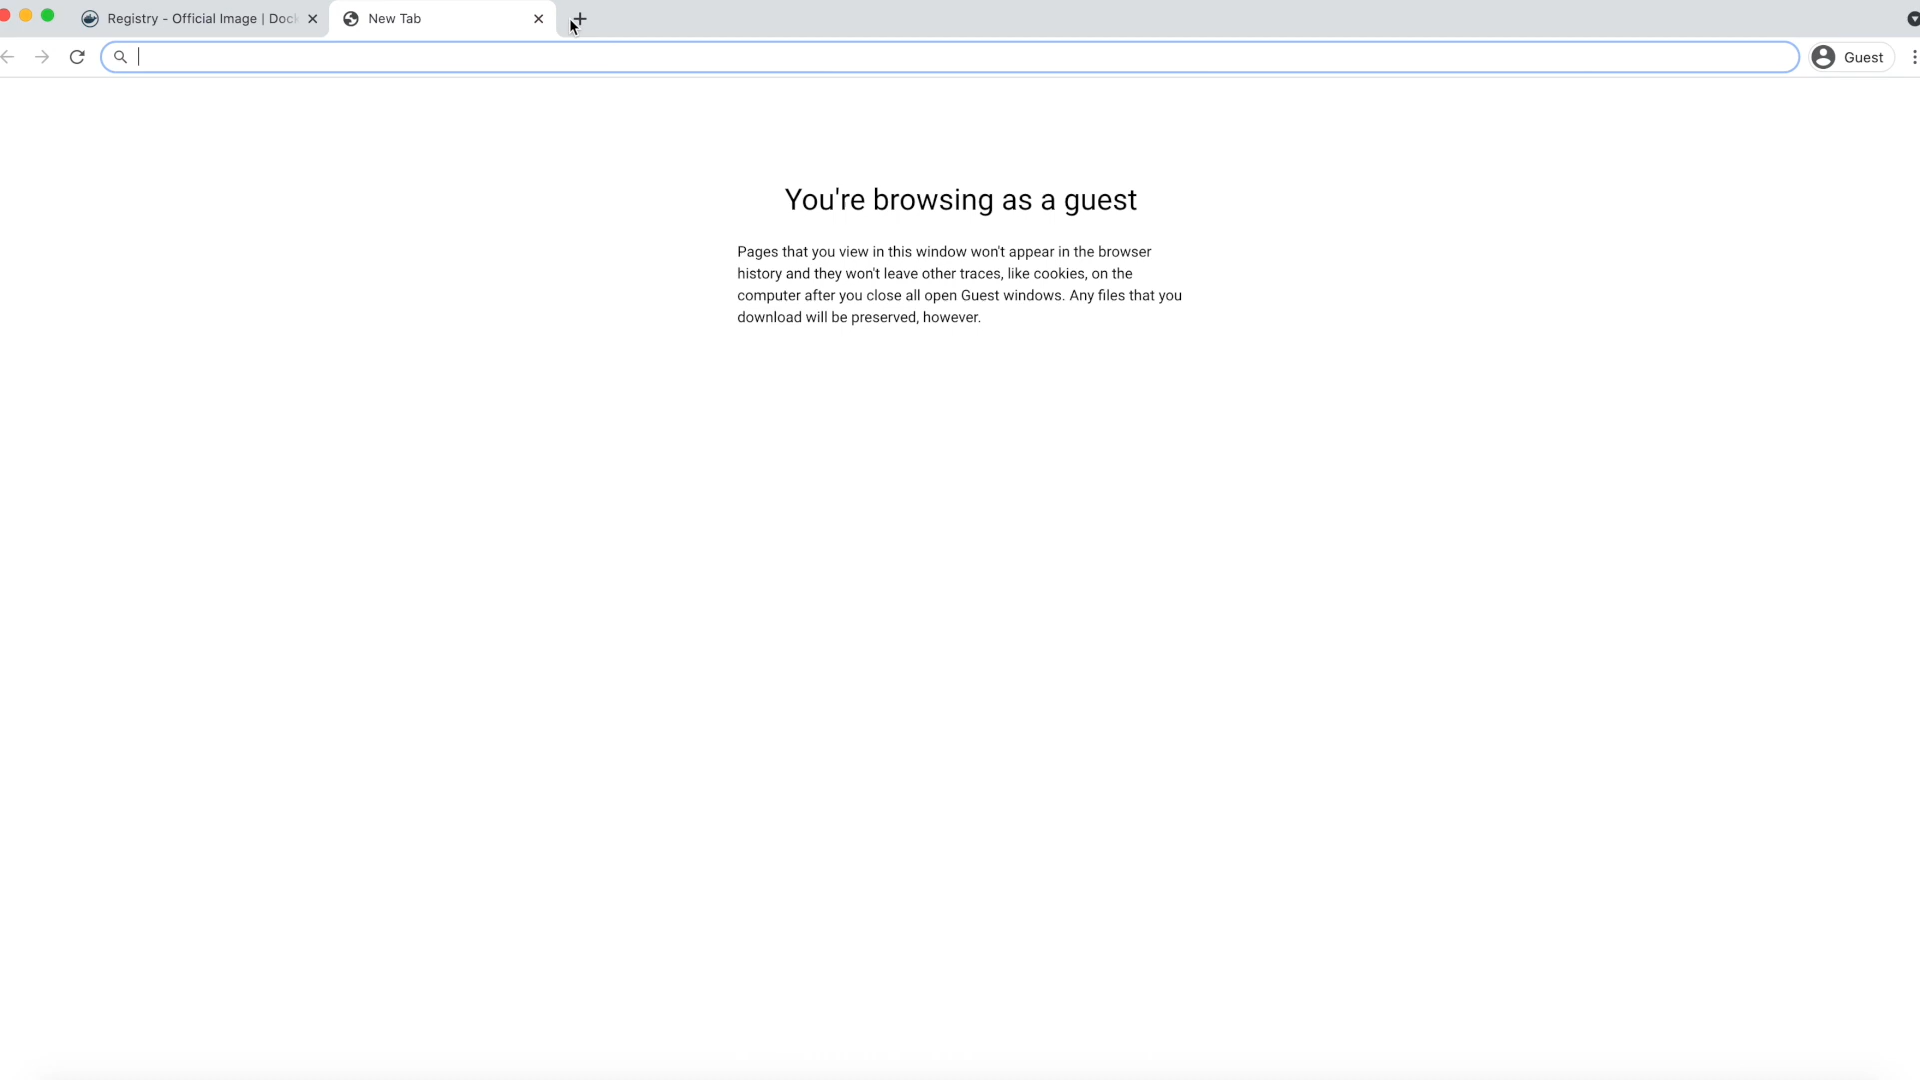 Registry - Official Image | Doc
New Tab
Guest
You're browsing as a guest
Pages that you view in this window won't appear in the browser
history and they won't leave other traces, like cookies, on the
computer after you close all open Guest windows. Any files that you
download will be preserved, however.